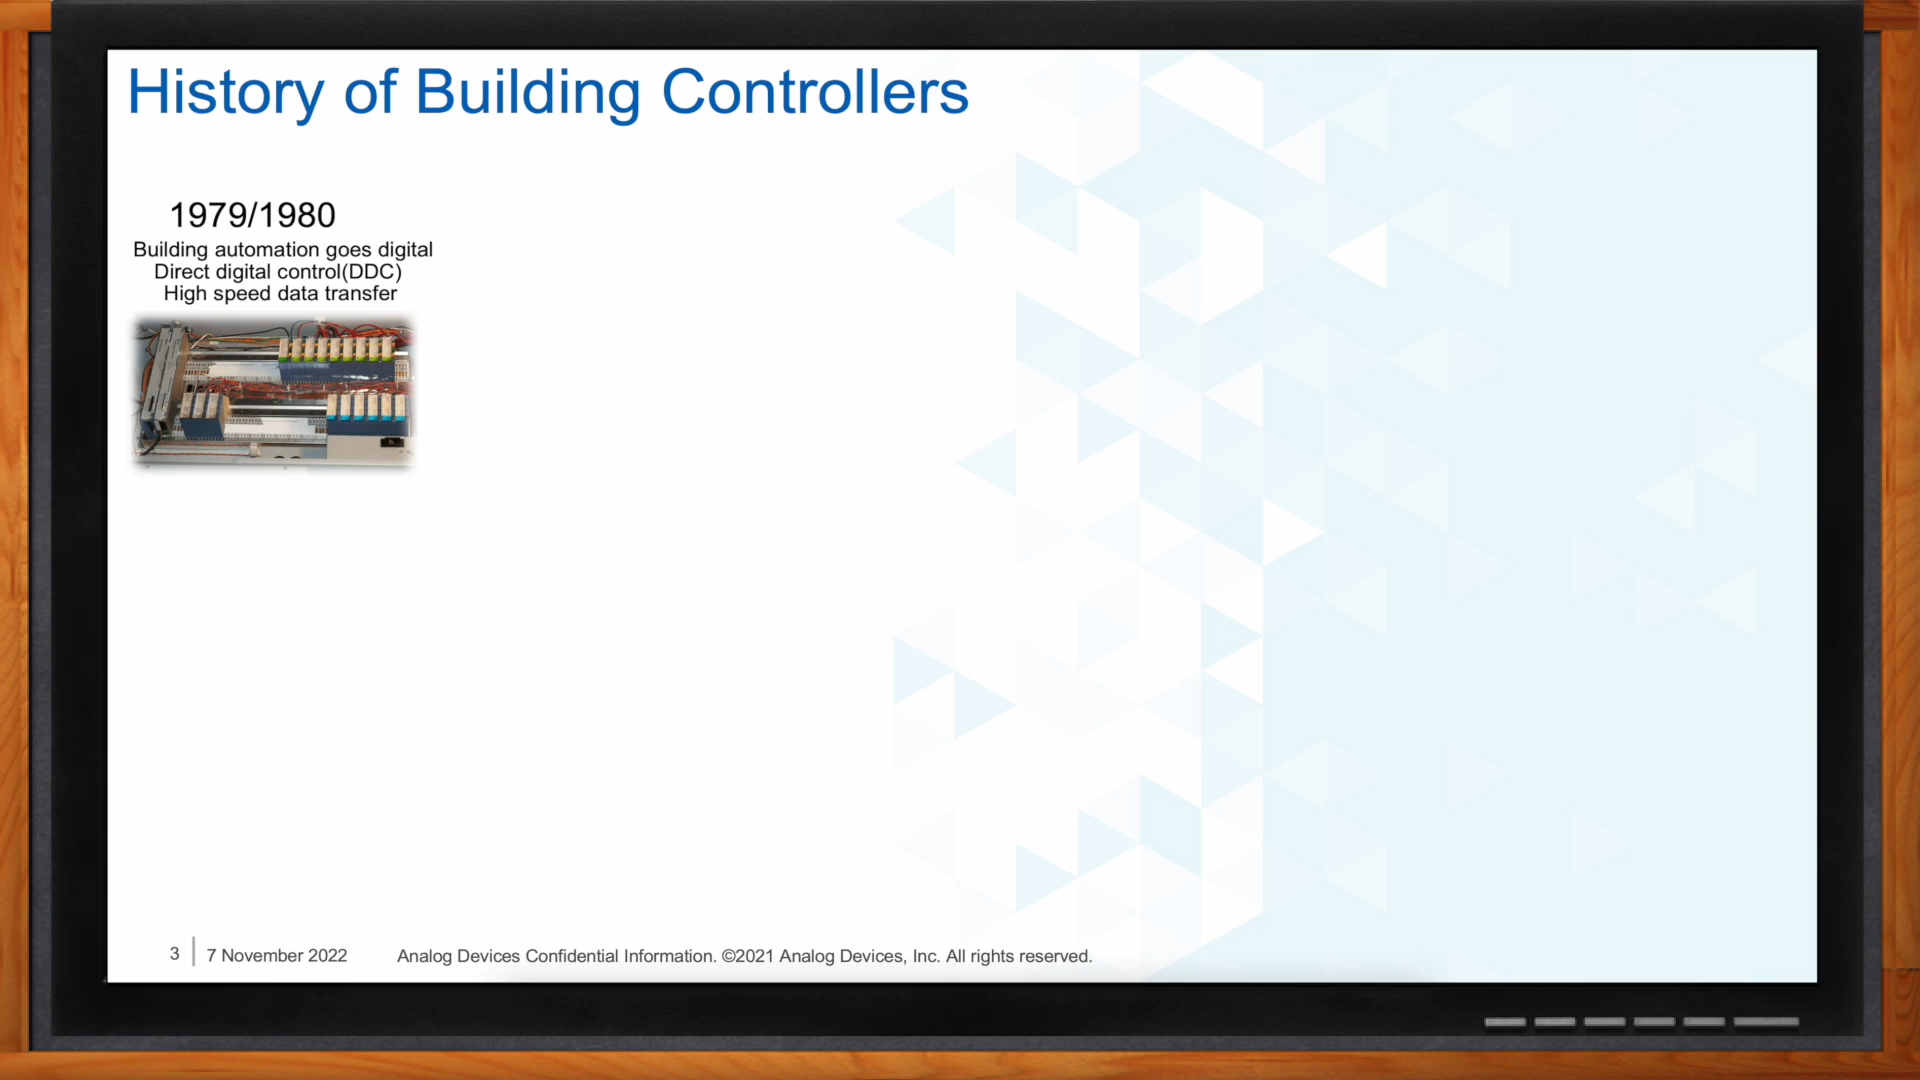 History of Building Controllers
1979/1980
Building automation goes digital
Direct digital control(DDC)
High speed data transfer
3
7 November 2022
Analog Devices Confidential Information. ©2021 Analog Devices, Inc. All rights reserved.